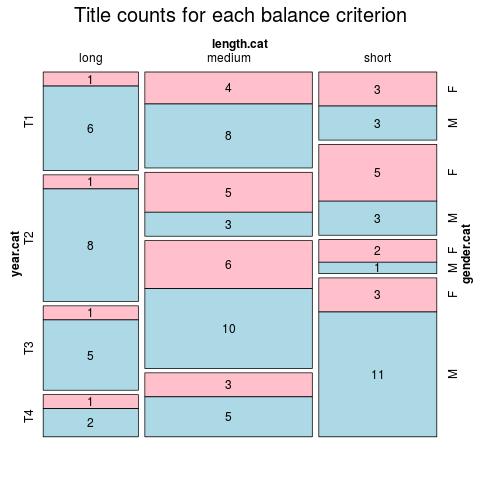 Title counts for each balance criterion
length.cat
long medium short
year.cat
gender.cat
T1 1 4 3 F
6 8 3 M
T2 1 5 5 F
8 3 3 M
T3 1 6 2 F
5 10 1 M
T4 1 3 3 F
2 5 11 M